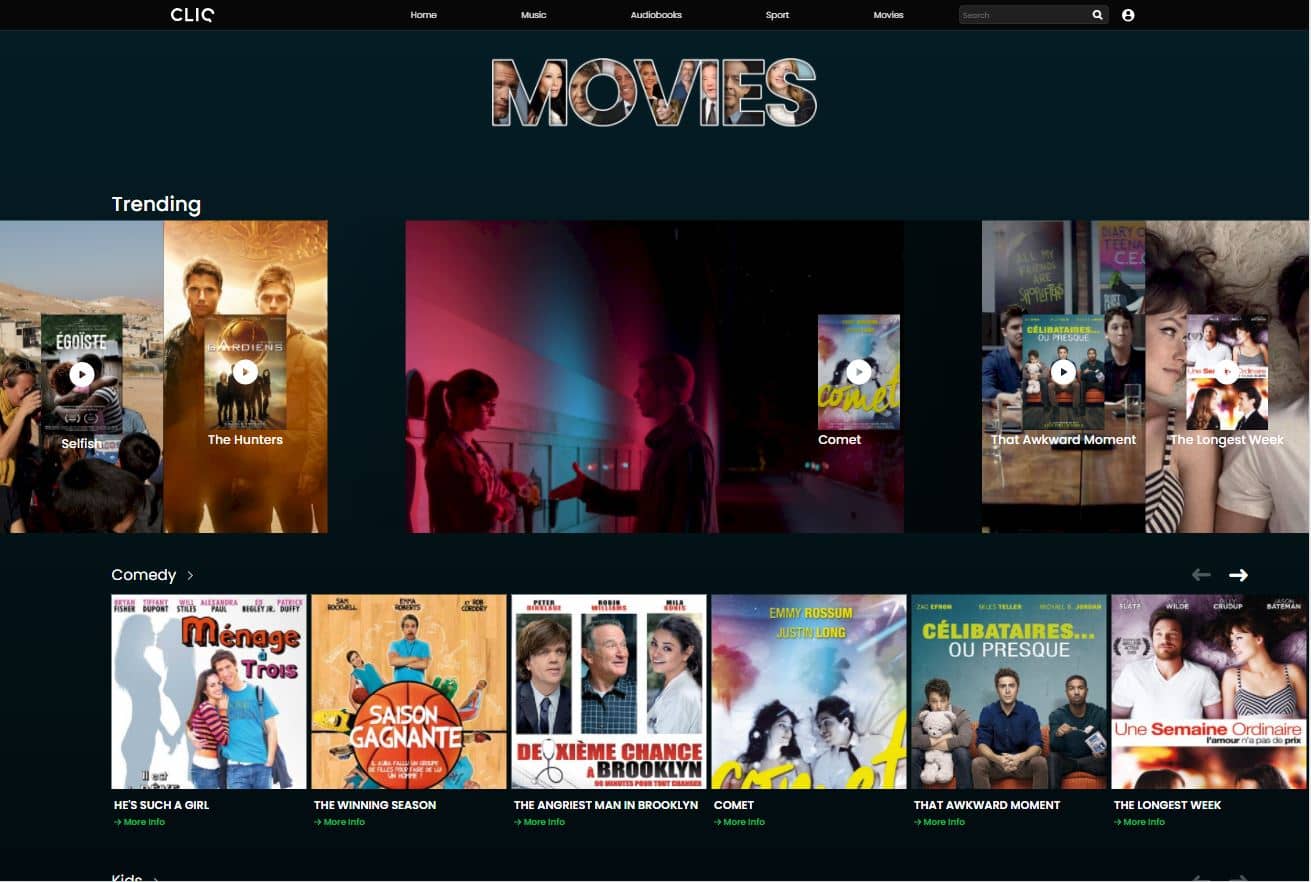 CLIQ
Home
Music
Audiobooks
Sport
Movies
Search
MOVIES
Trending
ÉGOÏSTE
Selfish
GARDIENS
The Hunters
comet
Comet
ALL MY
FRIENDS
ARE
DIARY
TEENA
C.E.
CÉLIBATAIRES...
OU PRESQUE
That Awkward Moment
Une Ordinaire
The Longest Week
Comedy
BRYAN FISHER TIFFANY DUPONT WILL STILES ALEXANDRA PAUL ED BEGLEY JR. PATRICK DUFFY
Ménage
à
Trois
Il est
SAM ROCKWELL EMMA ROBERTS ET ROB CORDDRY
SAISON
GAGNANTE
IL AURA FALLU UN GROUPE
DE FILLES POUR FAIRE DE LUI
UN HOMME !
PETER DINKLAGE ROBIN WILLIAMS MILA KUNIS
DEUXIÈME CHANCE
À BROOKLYN
90 MINUTES POUR TOUT CHANGER
EMMY ROSSUM
JUSTIN LONG
comet
ZAC EFRON MILES TELLER MICHAEL B. JORDAN
CÉLIBATAIRES...
OU PRESQUE
SLATE WILDE CRUDUP JASON BATEMAN
Une Semaine Ordinaire
l'amour n'a pas de prix
HE'S SUCH A GIRL
More Info
THE WINNING SEASON
More Info
THE ANGRIEST MAN IN BROOKLYN
More Info
COMET
More Info
THAT AWKWARD MOMENT
More Info
THE LONGEST WEEK
More Info
Kids